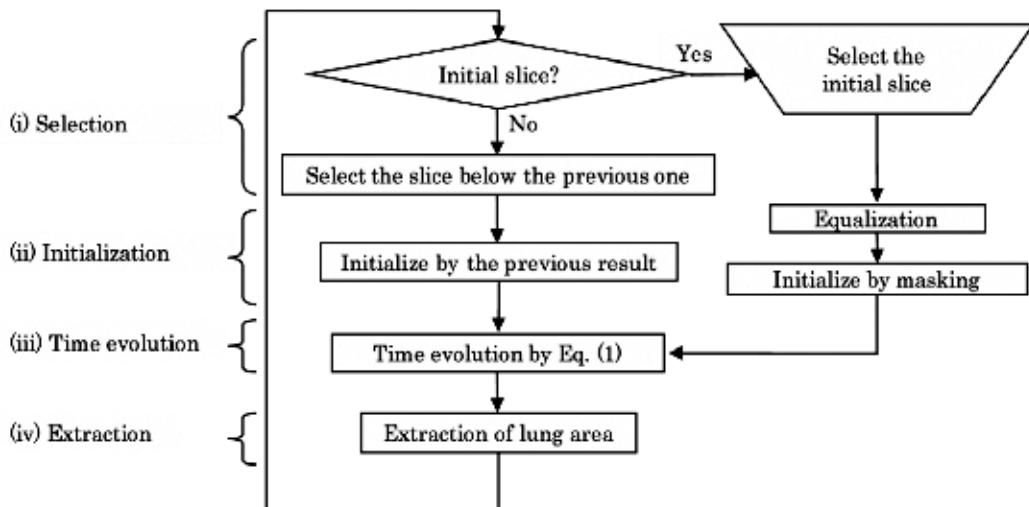 Yes
Select the
initial slice
Initial slice?
(i) Selection
No
Select the slice below the previous one
Equalization
(ii) Initialization
Initialize by the previous result
Initialize by masking
(iii) Time evolution
Time evolution by Eq. (1)
(iv) Extraction
Extraction of lung area